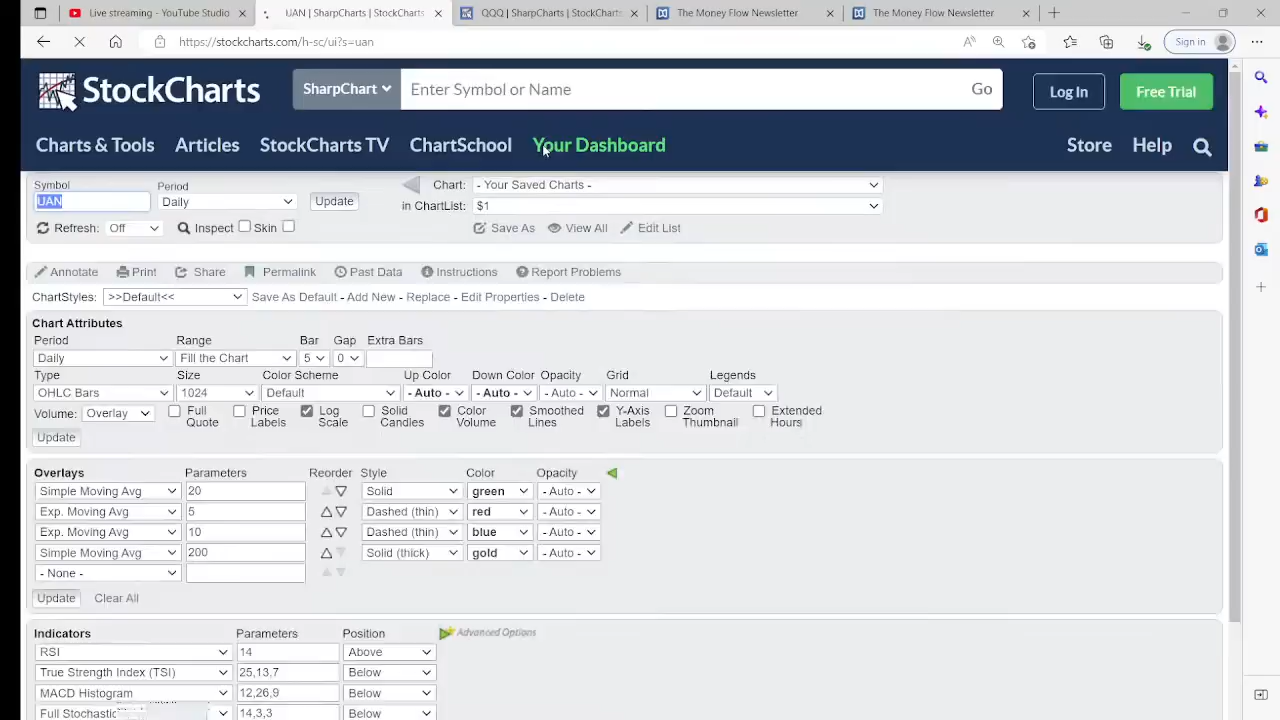 Live streaming - YouTube Studio
UAN | SharpCharts | StockCharts
QQQ | SharpCharts | StockCharts
The Money Flow Newsletter
The Money Flow Newsletter
https://stockcharts.com/h-sc/ui?s=uan
Sign in
StockCharts
SharpChart
Enter Symbol or Name
Go
Log In
Free Trial
Charts & Tools
Articles
StockCharts TV
ChartSchool
Your Dashboard
Store
Help
Symbol
Period
UAN
Daily
Update
Chart:
- Your Saved Charts -
in ChartList:
$1
Refresh:
Off
Inspect
Skin
Save As
View All
Edit List
Annotate
Print
Share
Permalink
Past Data
Instructions
Report Problems
ChartStyles:
>>Default<<
Save As Default - Add New - Replace - Edit Properties - Delete
Chart Attributes
Period
Range
Bar
Gap
Extra Bars
Daily
Fill the Chart
5
0
Type
Size
Color Scheme
Up Color
Down Color
Opacity
Grid
Legends
OHLC Bars
1024
Default
- Auto -
- Auto -
- Auto -
Normal
Default
Volume:
Overlay
Full Quote
Price Labels
Log Scale
Solid Candles
Color Volume
Smoothed Lines
Y-Axis Labels
Zoom Thumbnail
Extended Hours
Update
Overlays
Parameters
Reorder
Style
Color
Opacity
Simple Moving Avg
20
Solid
green
- Auto -
Exp. Moving Avg
5
Dashed (thin)
red
- Auto -
Exp. Moving Avg
10
Dashed (thin)
blue
- Auto -
Simple Moving Avg
200
Solid (thick)
gold
- Auto -
- None -
Update
Clear All
Indicators
Parameters
Position
Advanced Options
RSI
14
Above
True Strength Index (TSI)
25,13,7
Below
MACD Histogram
12,26,9
Below
Full Stochastic
14,3,3
Below